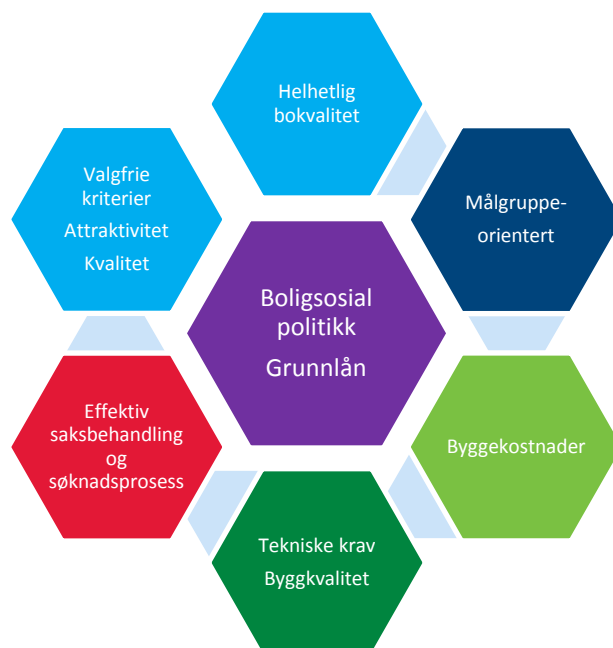 Helhetlig
bokvalitet
Målgruppe-
orientert
Byggekostnader
Tekniske krav
Byggkvalitet
Effektiv
saksbehandling
og
søknadsprosess
Valgfrie
kriterier
Attraktivitet
Kvalitet
Boligsosial
politikk
Grunnlån